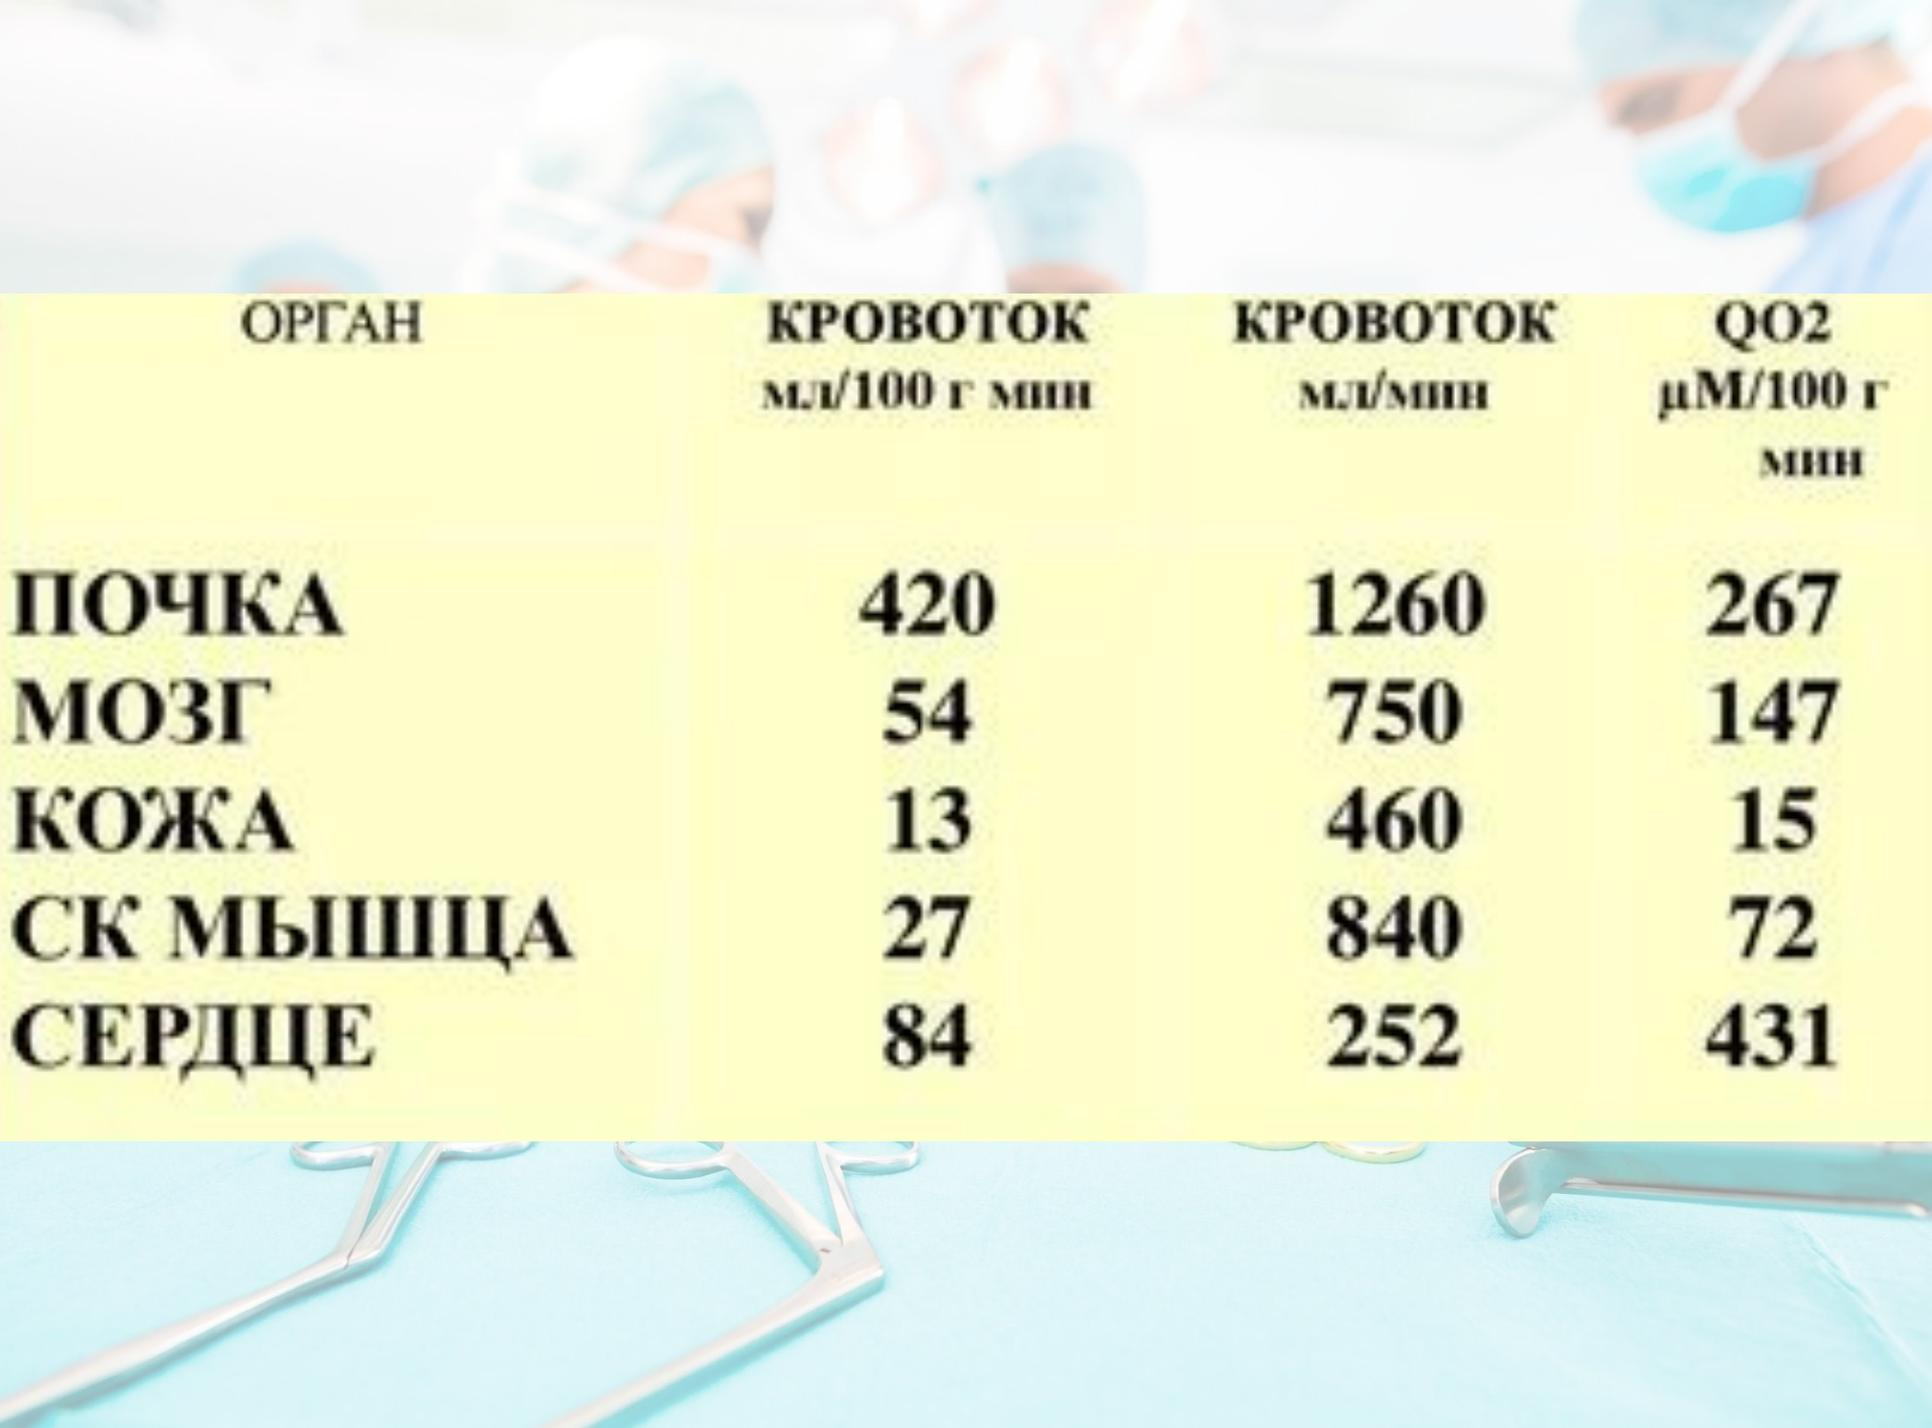 ОРГАН КРОВОТОК КРОВОТОК QO2
мл/100 г мин мл/мин µМ/100 г
мин
ПОЧКА 420 1260 267
МОЗГ 54 750 147
КОЖА 13 460 15
СК МЫШЦА 27 840 72
СЕРДЦЕ 84 252 431